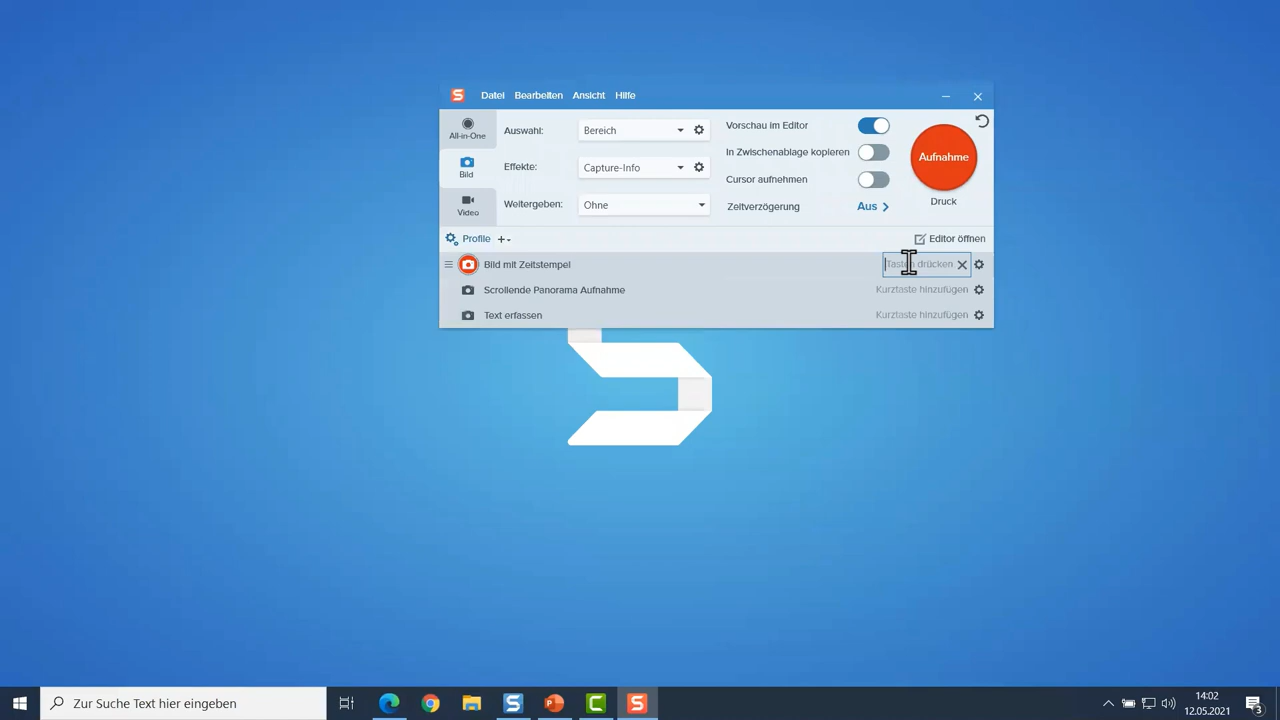 Datei Bearbeiten Ansicht Hilfe
All-in-One
Bild
Video
Auswahl: Bereich
Effekte: Capture-Info
Weitergeben: Ohne
Vorschau im Editor
In Zwischenablage kopieren
Cursor aufnehmen
Zeitverzögerung Aus
Aufnahme
Druck
Profile + Editor öffnen
Bild mit Zeitstempel Tasten drücken
Scrollende Panorama Aufnahme Kurztaste hinzufügen
Text erfassen Kurztaste hinzufügen
Zur Suche Text hier eingeben
14:02
12.05.2021
3